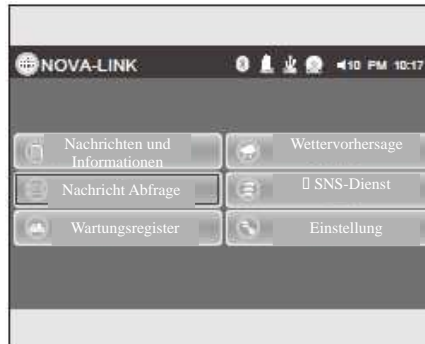 NOVA-LINK
10 PM 10:17
Nachrichten und
Informationen
Wettervorhersage
Nachricht Abfrage
▯ SNS-Dienst
Wartungsregister
Einstellung